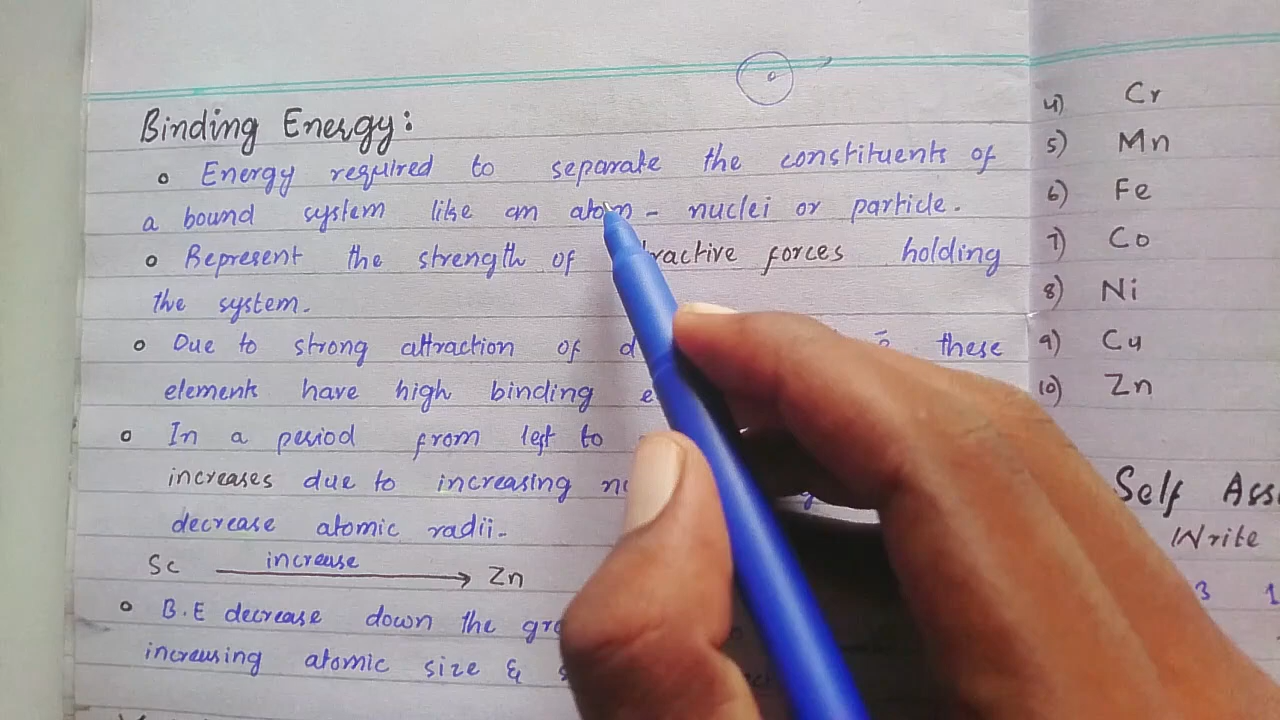 Binding Energy:
Energy required to separate the constituents of
a bound system like an atom - nuclei or particle.
Represent the strength of attractive forces holding
the system.
Due to strong attraction of these
elements have high binding
In a period from left to
increases due to increasing
decrease atomic radii.
Sc increase Zn
B.E decrease down the
increasing atomic size &
4) Cr
5) Mn
6) Fe
7) Co
8) Ni
9) Cu
10) Zn
Self
Write
3 1